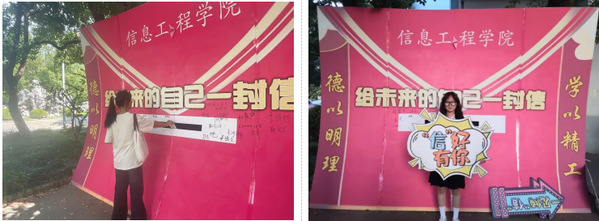 信息工程学院
给未来的自己一封信
德以明理
信息工程学院
给未来的自己一封信
德以明理
学以精工
"信"好
有你